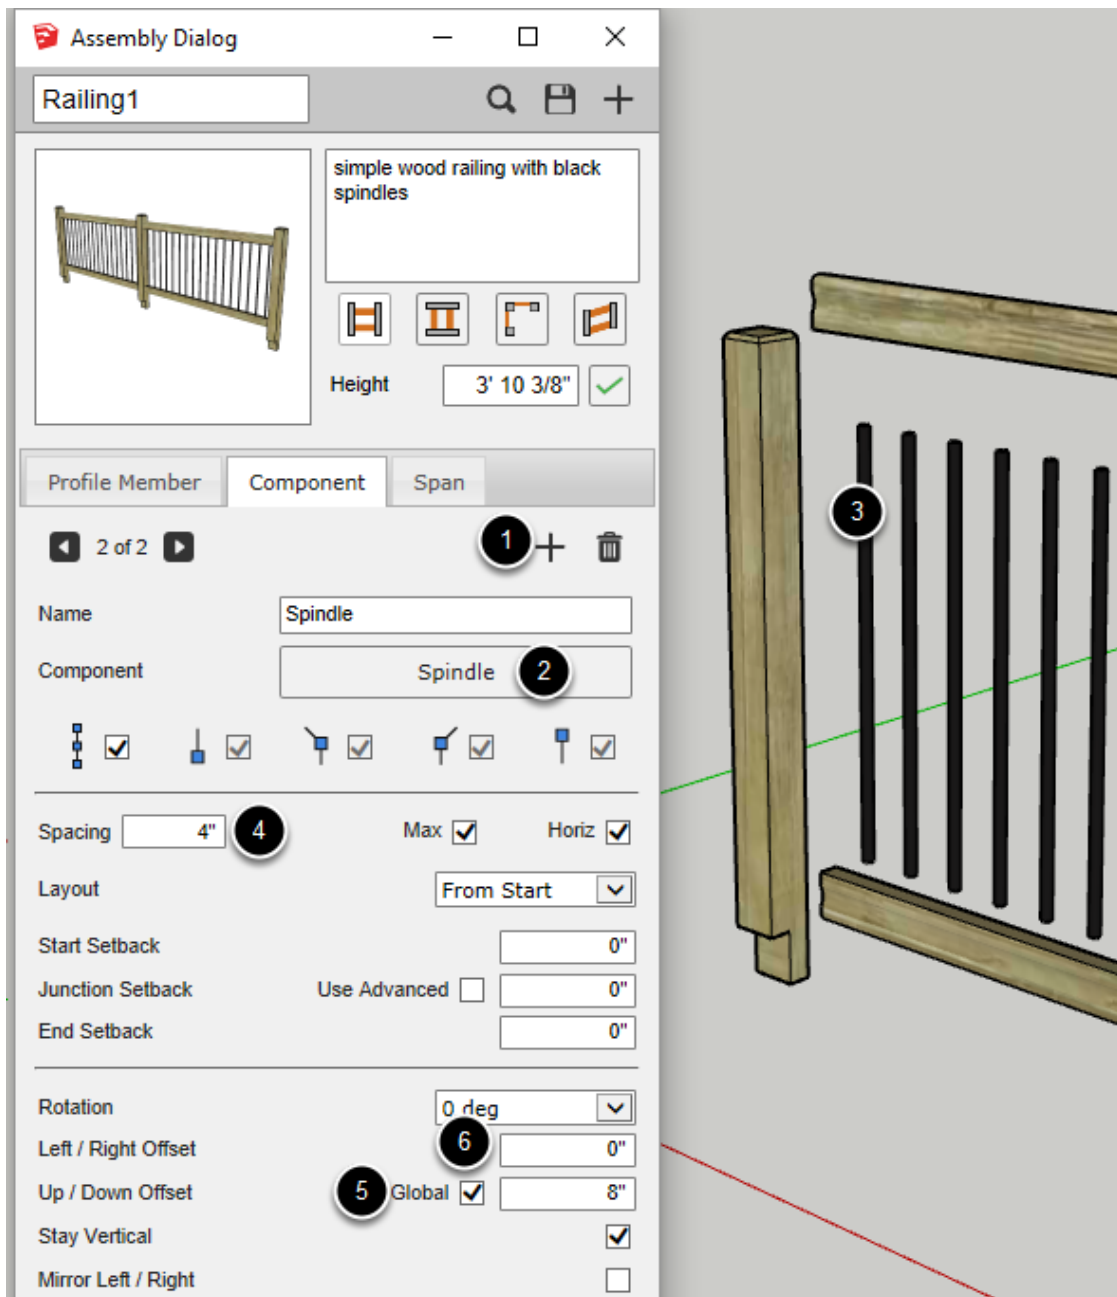 Assembly Dialog
Railing1
simple wood railing with black
spindles
Height 3' 10 3/8"
Profile Member Component Span
2 of 2 1
Name Spindle
Component Spindle 2
3
Spacing 4" 4 Max Horiz
Layout From Start
Start Setback 0"
Junction Setback Use Advanced 0"
End Setback 0"
Rotation 0 deg
Left / Right Offset 6 0"
Up / Down Offset 5 Global 8"
Stay Vertical
Mirror Left / Right